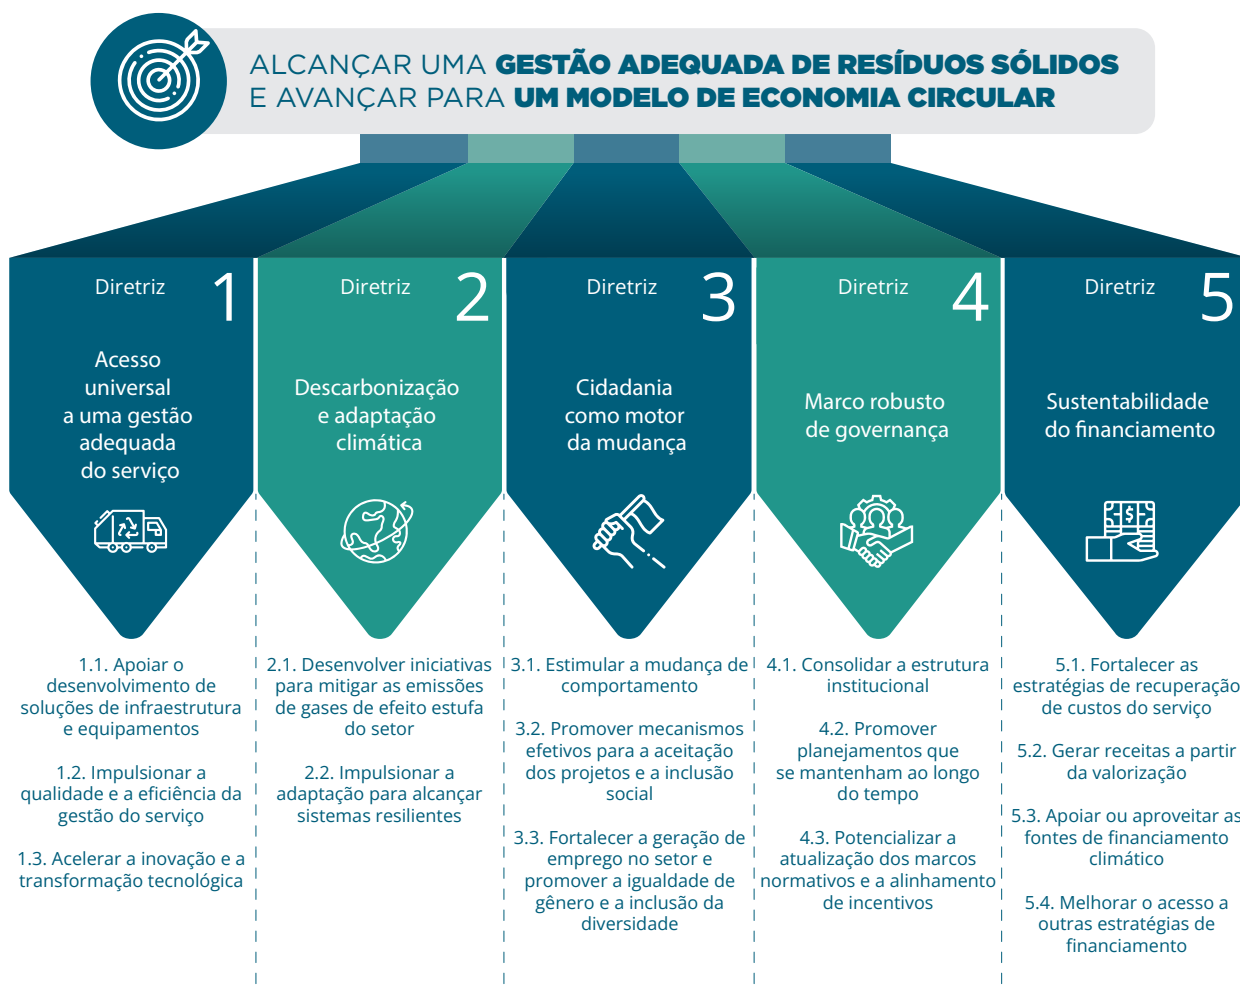 ALCANÇAR UMA GESTÃO ADEQUADA DE RESÍDUOS SÓLIDOS
E AVANÇAR PARA UM MODELO DE ECONOMIA CIRCULAR
Diretriz 1
Acesso
universal
a uma gestão
adequada
do serviço
1.1. Apoiar o
desenvolvimento de
soluções de infraestrutura
e equipamentos
1.2. Impulsionar a
qualidade e a eficiência da
gestão do serviço
1.3. Acelerar a inovação e a
transformação tecnológica
Diretriz 2
Descarbonização
e adaptação
climática
2.1. Desenvolver iniciativas
para mitigar as emissões
de gases de efeito estufa
do setor
2.2. Impulsionar a
adaptação para alcançar
sistemas resilientes
Diretriz 3
Cidadania
como motor
da mudança
3.1. Estimular a mudança de
comportamento
3.2. Promover mecanismos
efetivos para a aceitação
dos projetos e a inclusão
social
3.3. Fortalecer a geração de
emprego no setor e
promover a igualdade de
gênero e a inclusão da
diversidade
Diretriz 4
Marco robusto
de governança
4.1. Consolidar a estrutura
institucional
4.2. Promover
planejamentos que
se mantenham ao longo
do tempo
4.3. Potencializar a
atualização dos marcos
normativos e a alinhamento
de incentivos
Diretriz 5
Sustentabilidade
do financiamento
$
5.1. Fortalecer as
estratégias de recuperação
de custos do serviço
5.2. Gerar receitas a partir
da valorização
5.3. Apoiar ou aproveitar as
fontes de financiamento
climático
5.4. Melhorar o acesso a
outras estratégias de
financiamento